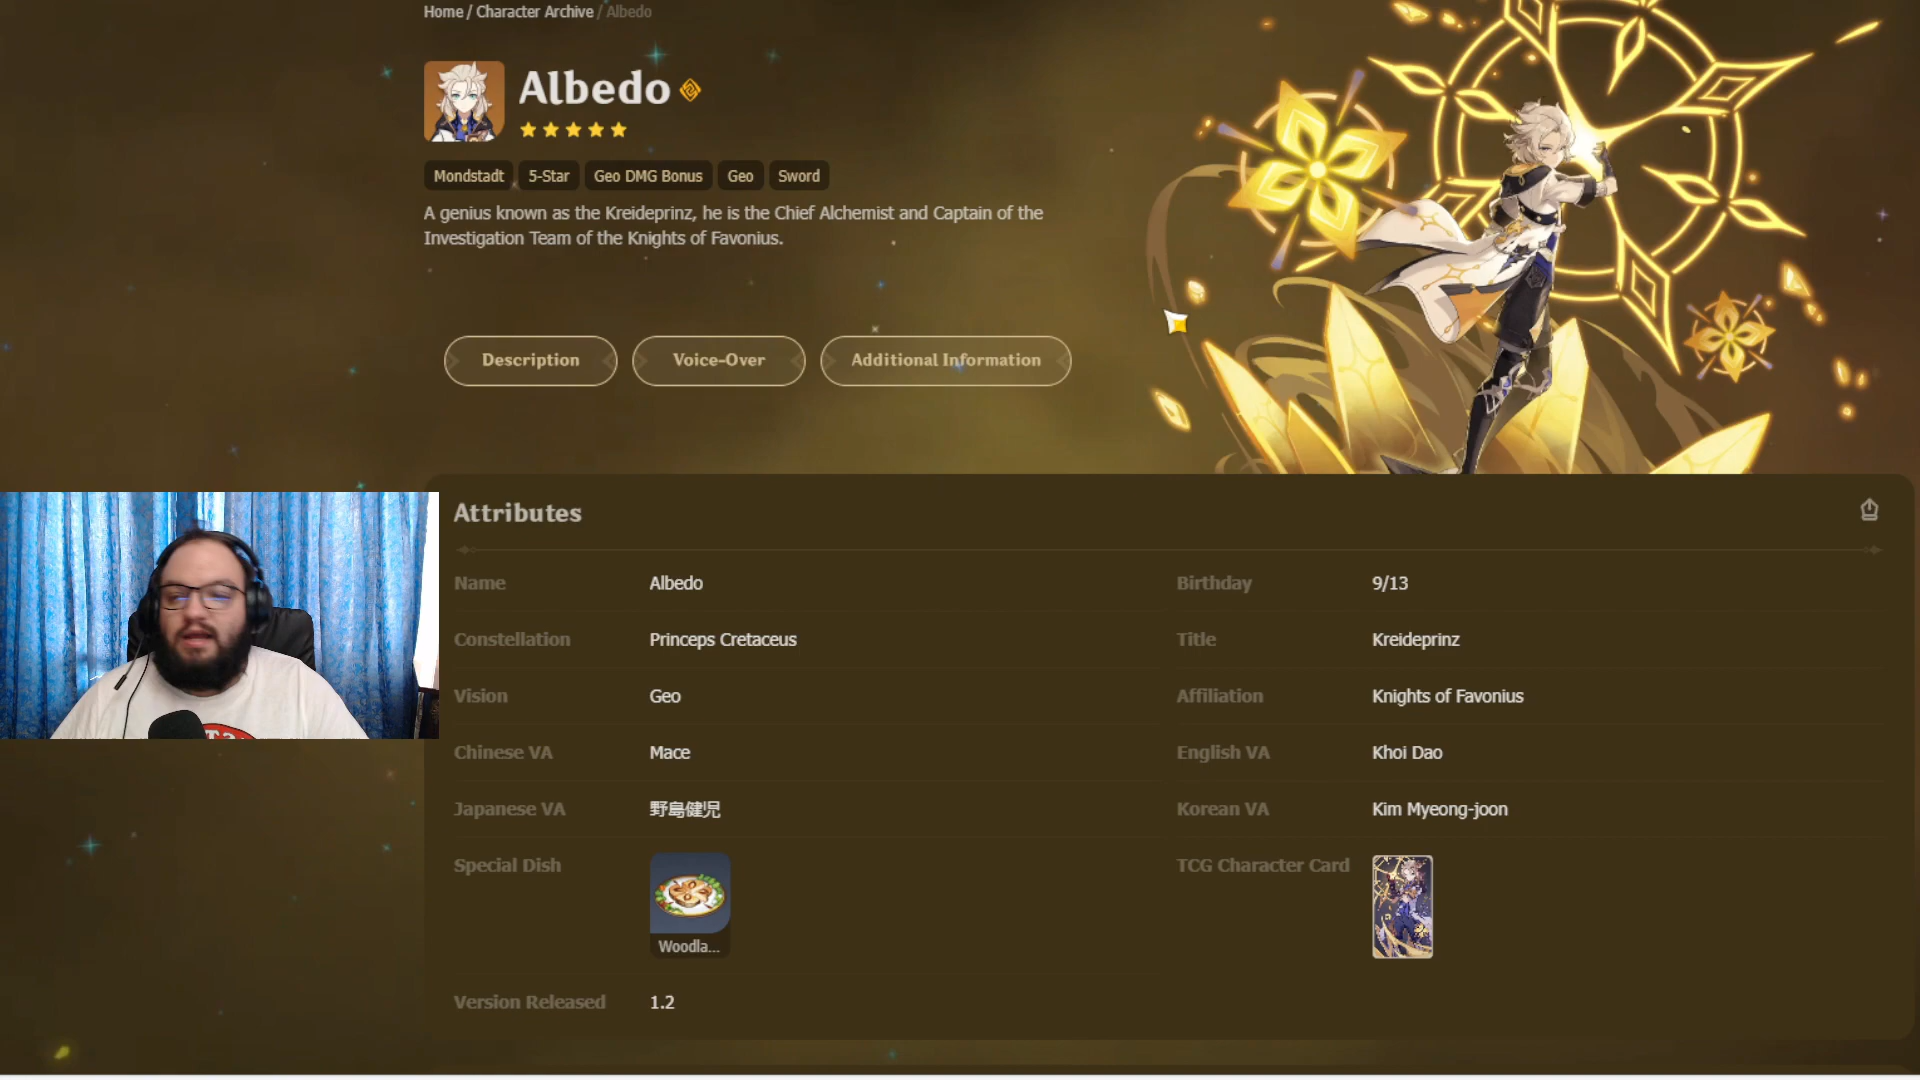 Home / Character Archive / Albedo
Albedo
Mondstadt 5-Star Geo DMG Bonus Geo Sword
A genius known as the Kreideprinz, he is the Chief Alchemist and Captain of the
Investigation Team of the Knights of Favonius.
Description Voice-Over Additional Information
Attributes
Name Albedo Birthday 9/13
Constellation Princeps Cretaceus Title Kreideprinz
Vision Geo Affiliation Knights of Favonius
Chinese VA Mace English VA Khoi Dao
Japanese VA 野島健児 Korean VA Kim Myeong-joon
Special Dish TCG Character Card
Woodla...
Version Released 1.2